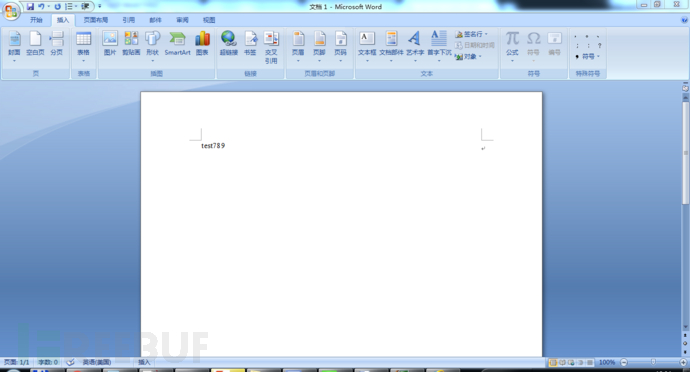 文档 1 - Microsoft Word
开始 插入 页面布局 引用 邮件 审阅 视图
封面 空白页 分页 表格 图片 剪贴画 形状 SmartArt 图表 超链接 书签 交叉引用 页眉 页脚 页码 文本框 文档部件 艺术字 首字下沉 签名行 公式 符号 编号
日期和时间
对象 符号
页 表格 插图 链接 页眉和页脚 文本 符号 特殊符号
test789
页面: 1/1 字数: 0 英语(美国) 插入 100%